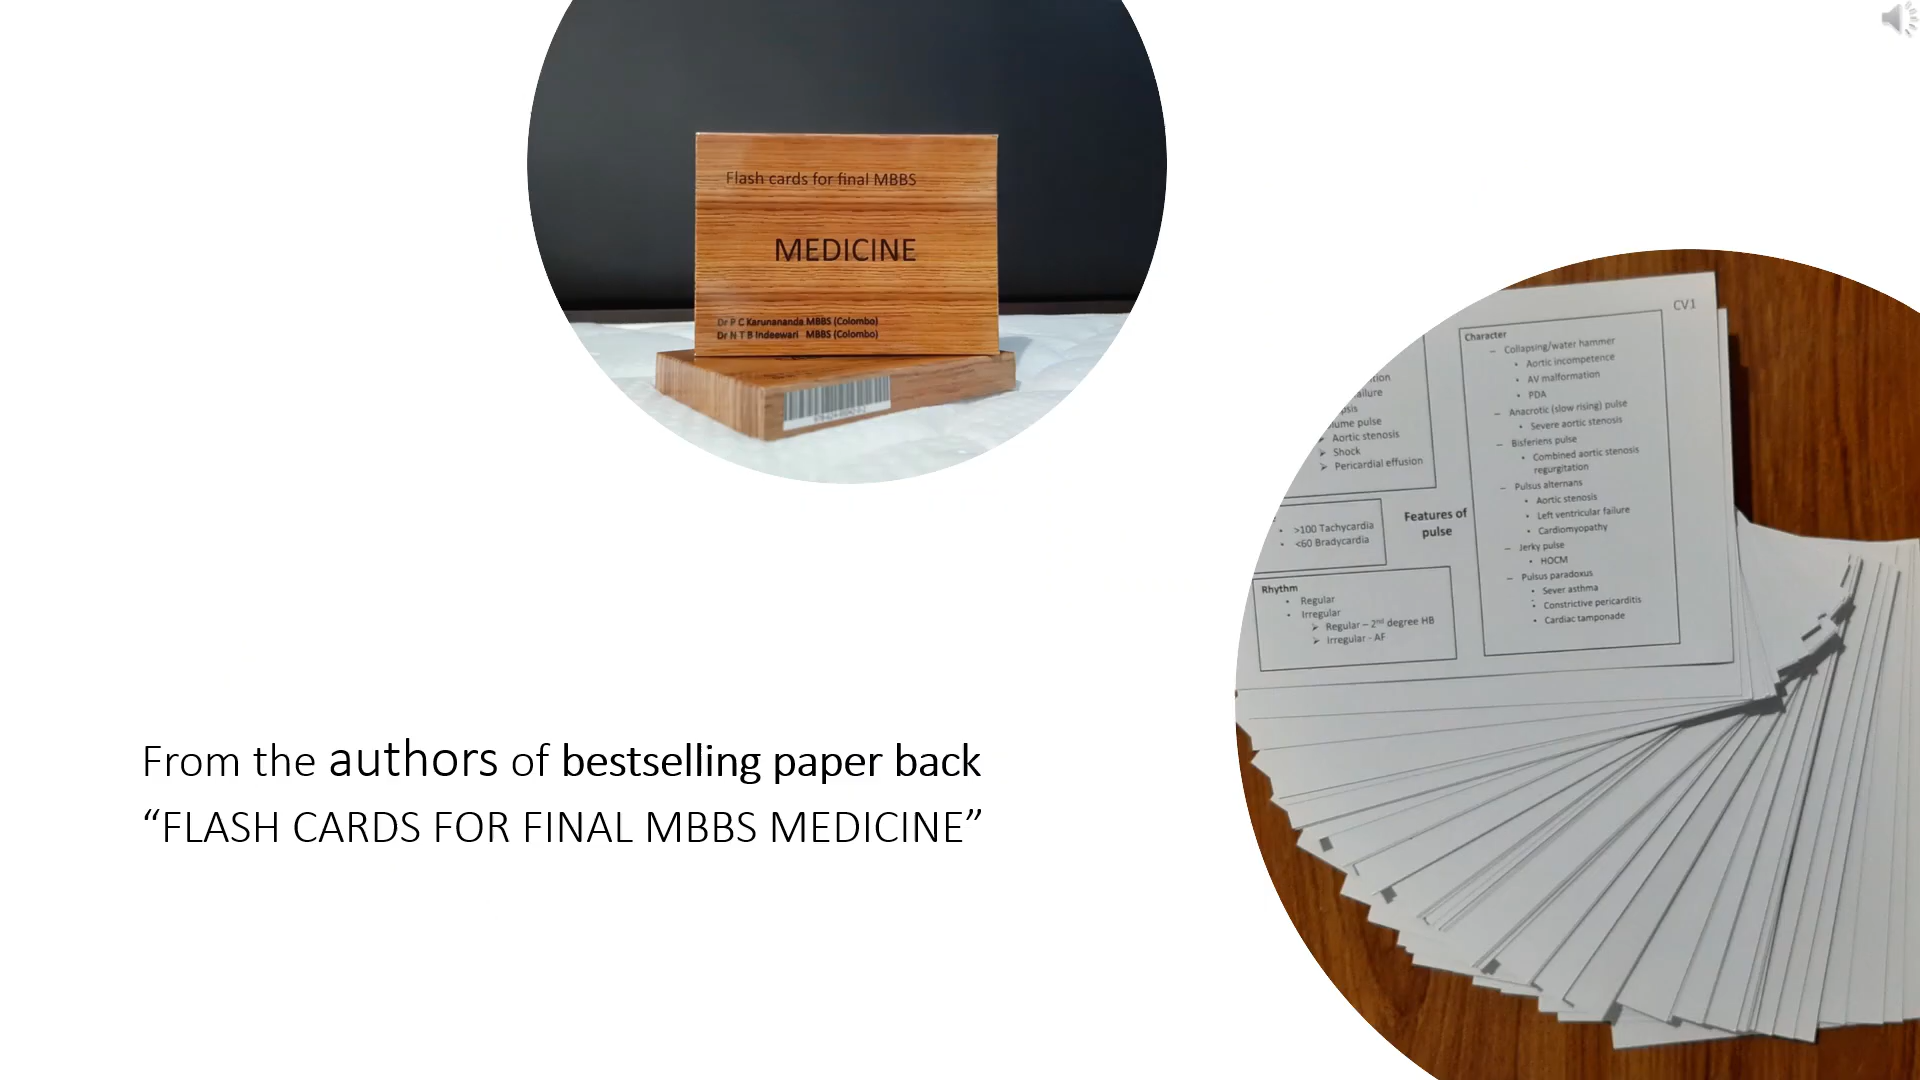 Flash cards for final MBBS
MEDICINE
Dr P C Karunananda MBBS (Colombo)
Dr N T B Indeewari MBBS (Colombo)
CV1
Character
– Collapsing/water hammer
• Aortic incompetence
• AV malformation
• PDA
– Anacrotic (slow rising) pulse
• Severe aortic stenosis
– Bisferiens pulse
• Combined aortic stenosis
regurgitation
– Pulsus alternans
• Aortic stenosis
• Left ventricular failure
• Cardiomyopathy
– Jerky pulse
• HOCM
– Pulsus paradoxus
• Sever asthma
• Constrictive pericarditis
• Cardiac tamponade
pulse
➢ Aortic stenosis
➢ Shock
➢ Pericardial effusion
Features of
pulse
• >100 Tachycardia
• <60 Bradycardia
Rhythm
• Regular
• Irregular
➢ Regular – 2nd degree HB
➢ Irregular - AF
From the authors of bestselling paper back
“FLASH CARDS FOR FINAL MBBS MEDICINE”